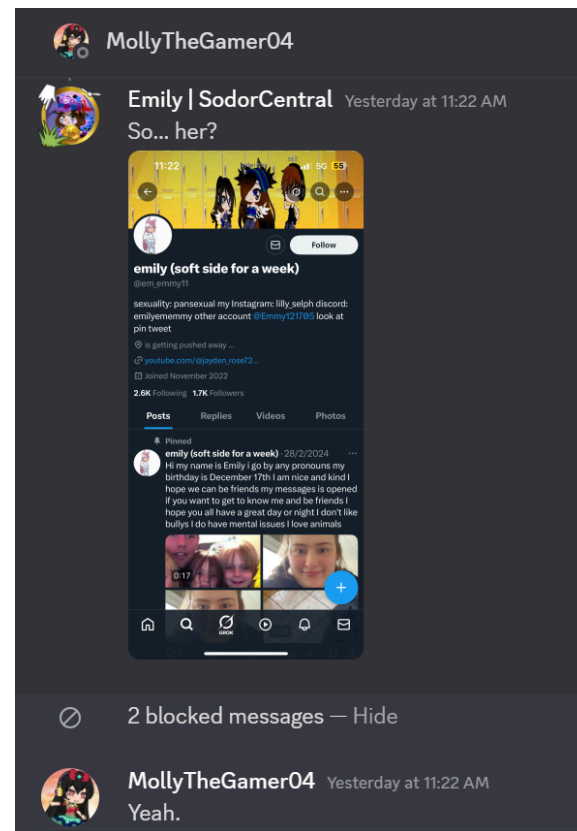 MollyTheGamer04
Emily | SodorCentral Yesterday at 11:22 AM
So... her?
11:22
5G 55
Follow
emily (soft side for a week)
@em_emmy11
sexuality: pansexual my Instagram: lilly_selph discord:
emilyememmy other account @Emmy121705 look at
pin tweet
is getting pushed away ...
youtube.com/@jayden_rose72...
Joined November 2022
2.6K Following 1.7K Followers
Posts Replies Videos Photos
Pinned
emily (soft side for a week) · 28/2/2024 ...
Hi my name is Emily i go by any pronouns my
birthday is December 17th I am nice and kind I
hope we can be friends my messages is opened
if you want to get to know me and be friends I
hope you all have a great day or night I don't like
bullys I do have mental issues I love animals
0:17
GROK
2 blocked messages — Hide
MollyTheGamer04 Yesterday at 11:22 AM
Yeah.